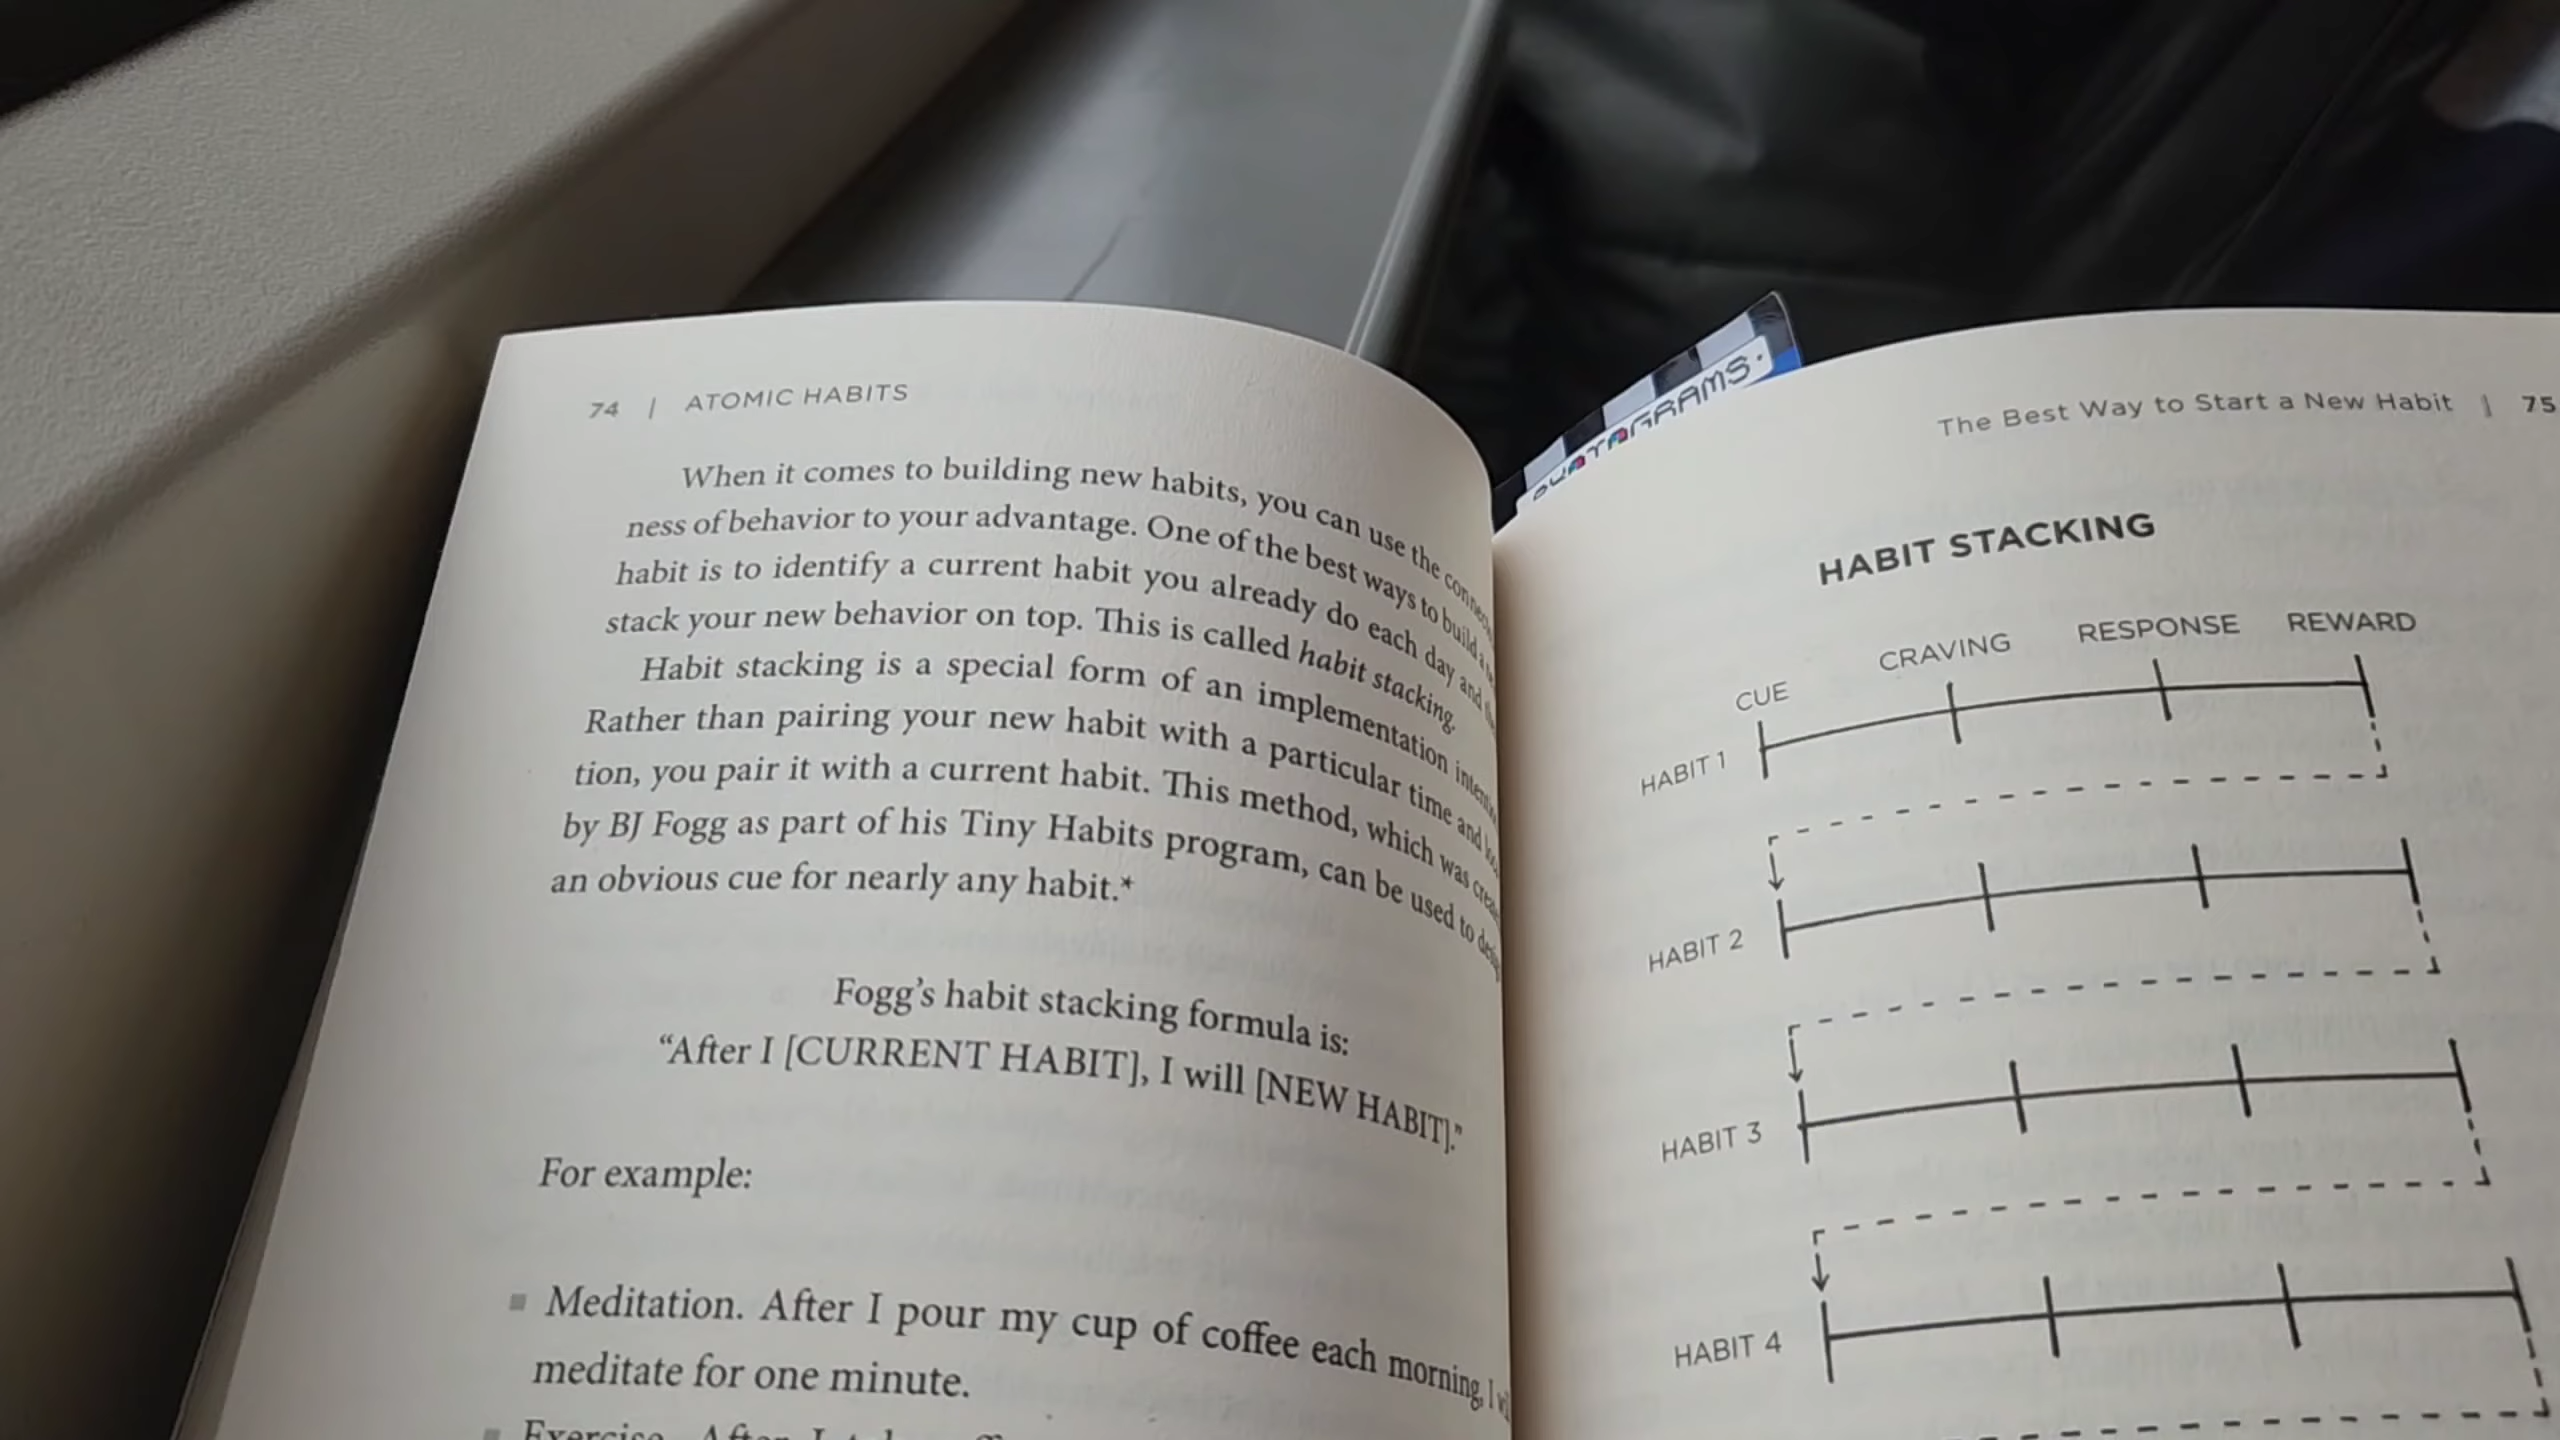 74 | ATOMIC HABITS
When it comes to building new habits, you can use the
ness of behavior to your advantage. One of the best ways to build a
habit is to identify a current habit you already do each day and
stack your new behavior on top. This is called habit stacking.
Habit stacking is a special form of an implementation
Rather than pairing your new habit with a particular time and
tion, you pair it with a current habit. This method, which was
by BJ Fogg as part of his Tiny Habits program, can be used to
an obvious cue for nearly any habit.*
Fogg's habit stacking formula is:
“After I [CURRENT HABIT], I will [NEW HABIT].”
For example:
▪ Meditation. After I pour my cup of coffee each morning, I
meditate for one minute.
Exercise. After I
The Best Way to Start a New Habit | 75
HABIT STACKING
CUE CRAVING RESPONSE REWARD
HABIT 1
HABIT 2
HABIT 3
HABIT 4